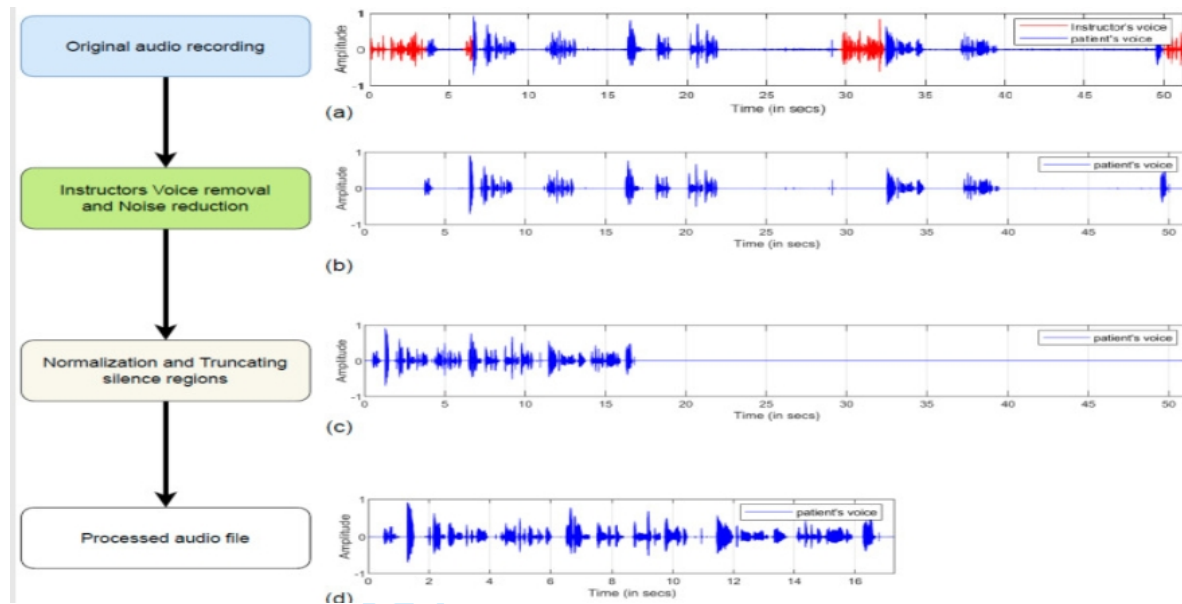 Original audio recording
Instructors Voice removal
and Noise reduction
Normalization and Truncating
silence regions
Processed audio file
Amplitude
1
0
-1
Instructor's voice
patient's voice
0 5 10 15 20 25 30 35 40 45 50
Time (in secs)
(a)
Amplitude
1
0
-1
patient's voice
0 5 10 15 20 25 30 35 40 45 50
Time (in secs)
(b)
Amplitude
1
0
-1
patient's voice
0 5 10 15 20 25 30 35 40 45 50
Time (in secs)
(c)
Amplitude
1
0
-1
patient's voice
0 2 4 6 8 10 12 14 16
Time (in secs)
(d)